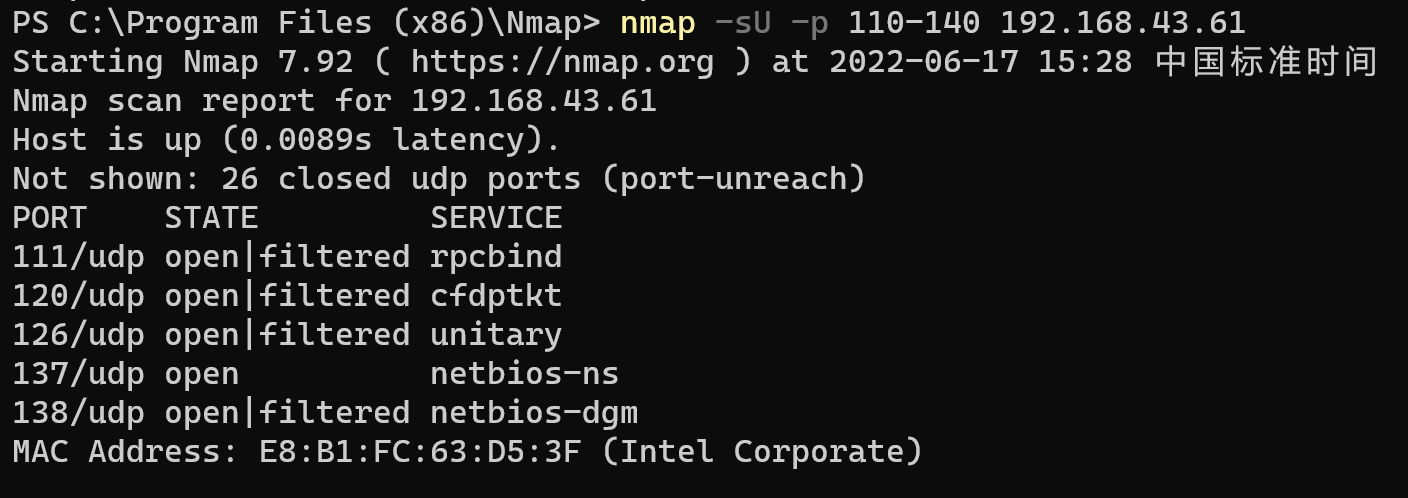 PS C:\Program Files (x86)\Nmap> nmap -sU -p 110-140 192.168.43.61
Starting Nmap 7.92 ( https://nmap.org ) at 2022-06-17 15:28 中国标准时间
Nmap scan report for 192.168.43.61
Host is up (0.0089s latency).
Not shown: 26 closed udp ports (port-unreach)
PORT    STATE         SERVICE
111/udp open|filtered rpcbind
120/udp open|filtered cfdptkt
126/udp open|filtered unitary
137/udp open          netbios-ns
138/udp open|filtered netbios-dgm
MAC Address: E8:B1:FC:63:D5:3F (Intel Corporate)